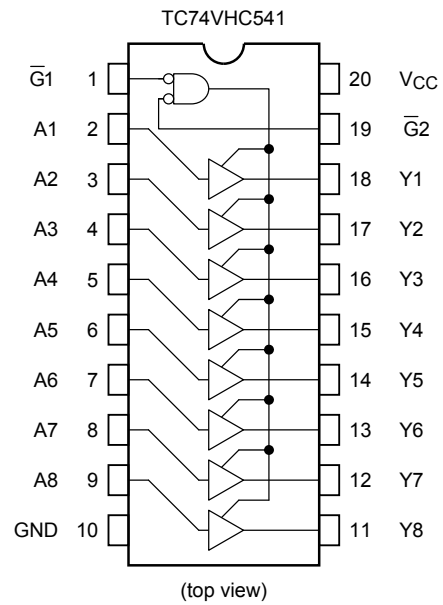 TC74VHC541
G̅1 1 20 VCC
A1 2 19 G̅2
A2 3 18 Y1
A3 4 17 Y2
A4 5 16 Y3
A5 6 15 Y4
A6 7 14 Y5
A7 8 13 Y6
A8 9 12 Y7
GND 10 11 Y8
(top view)